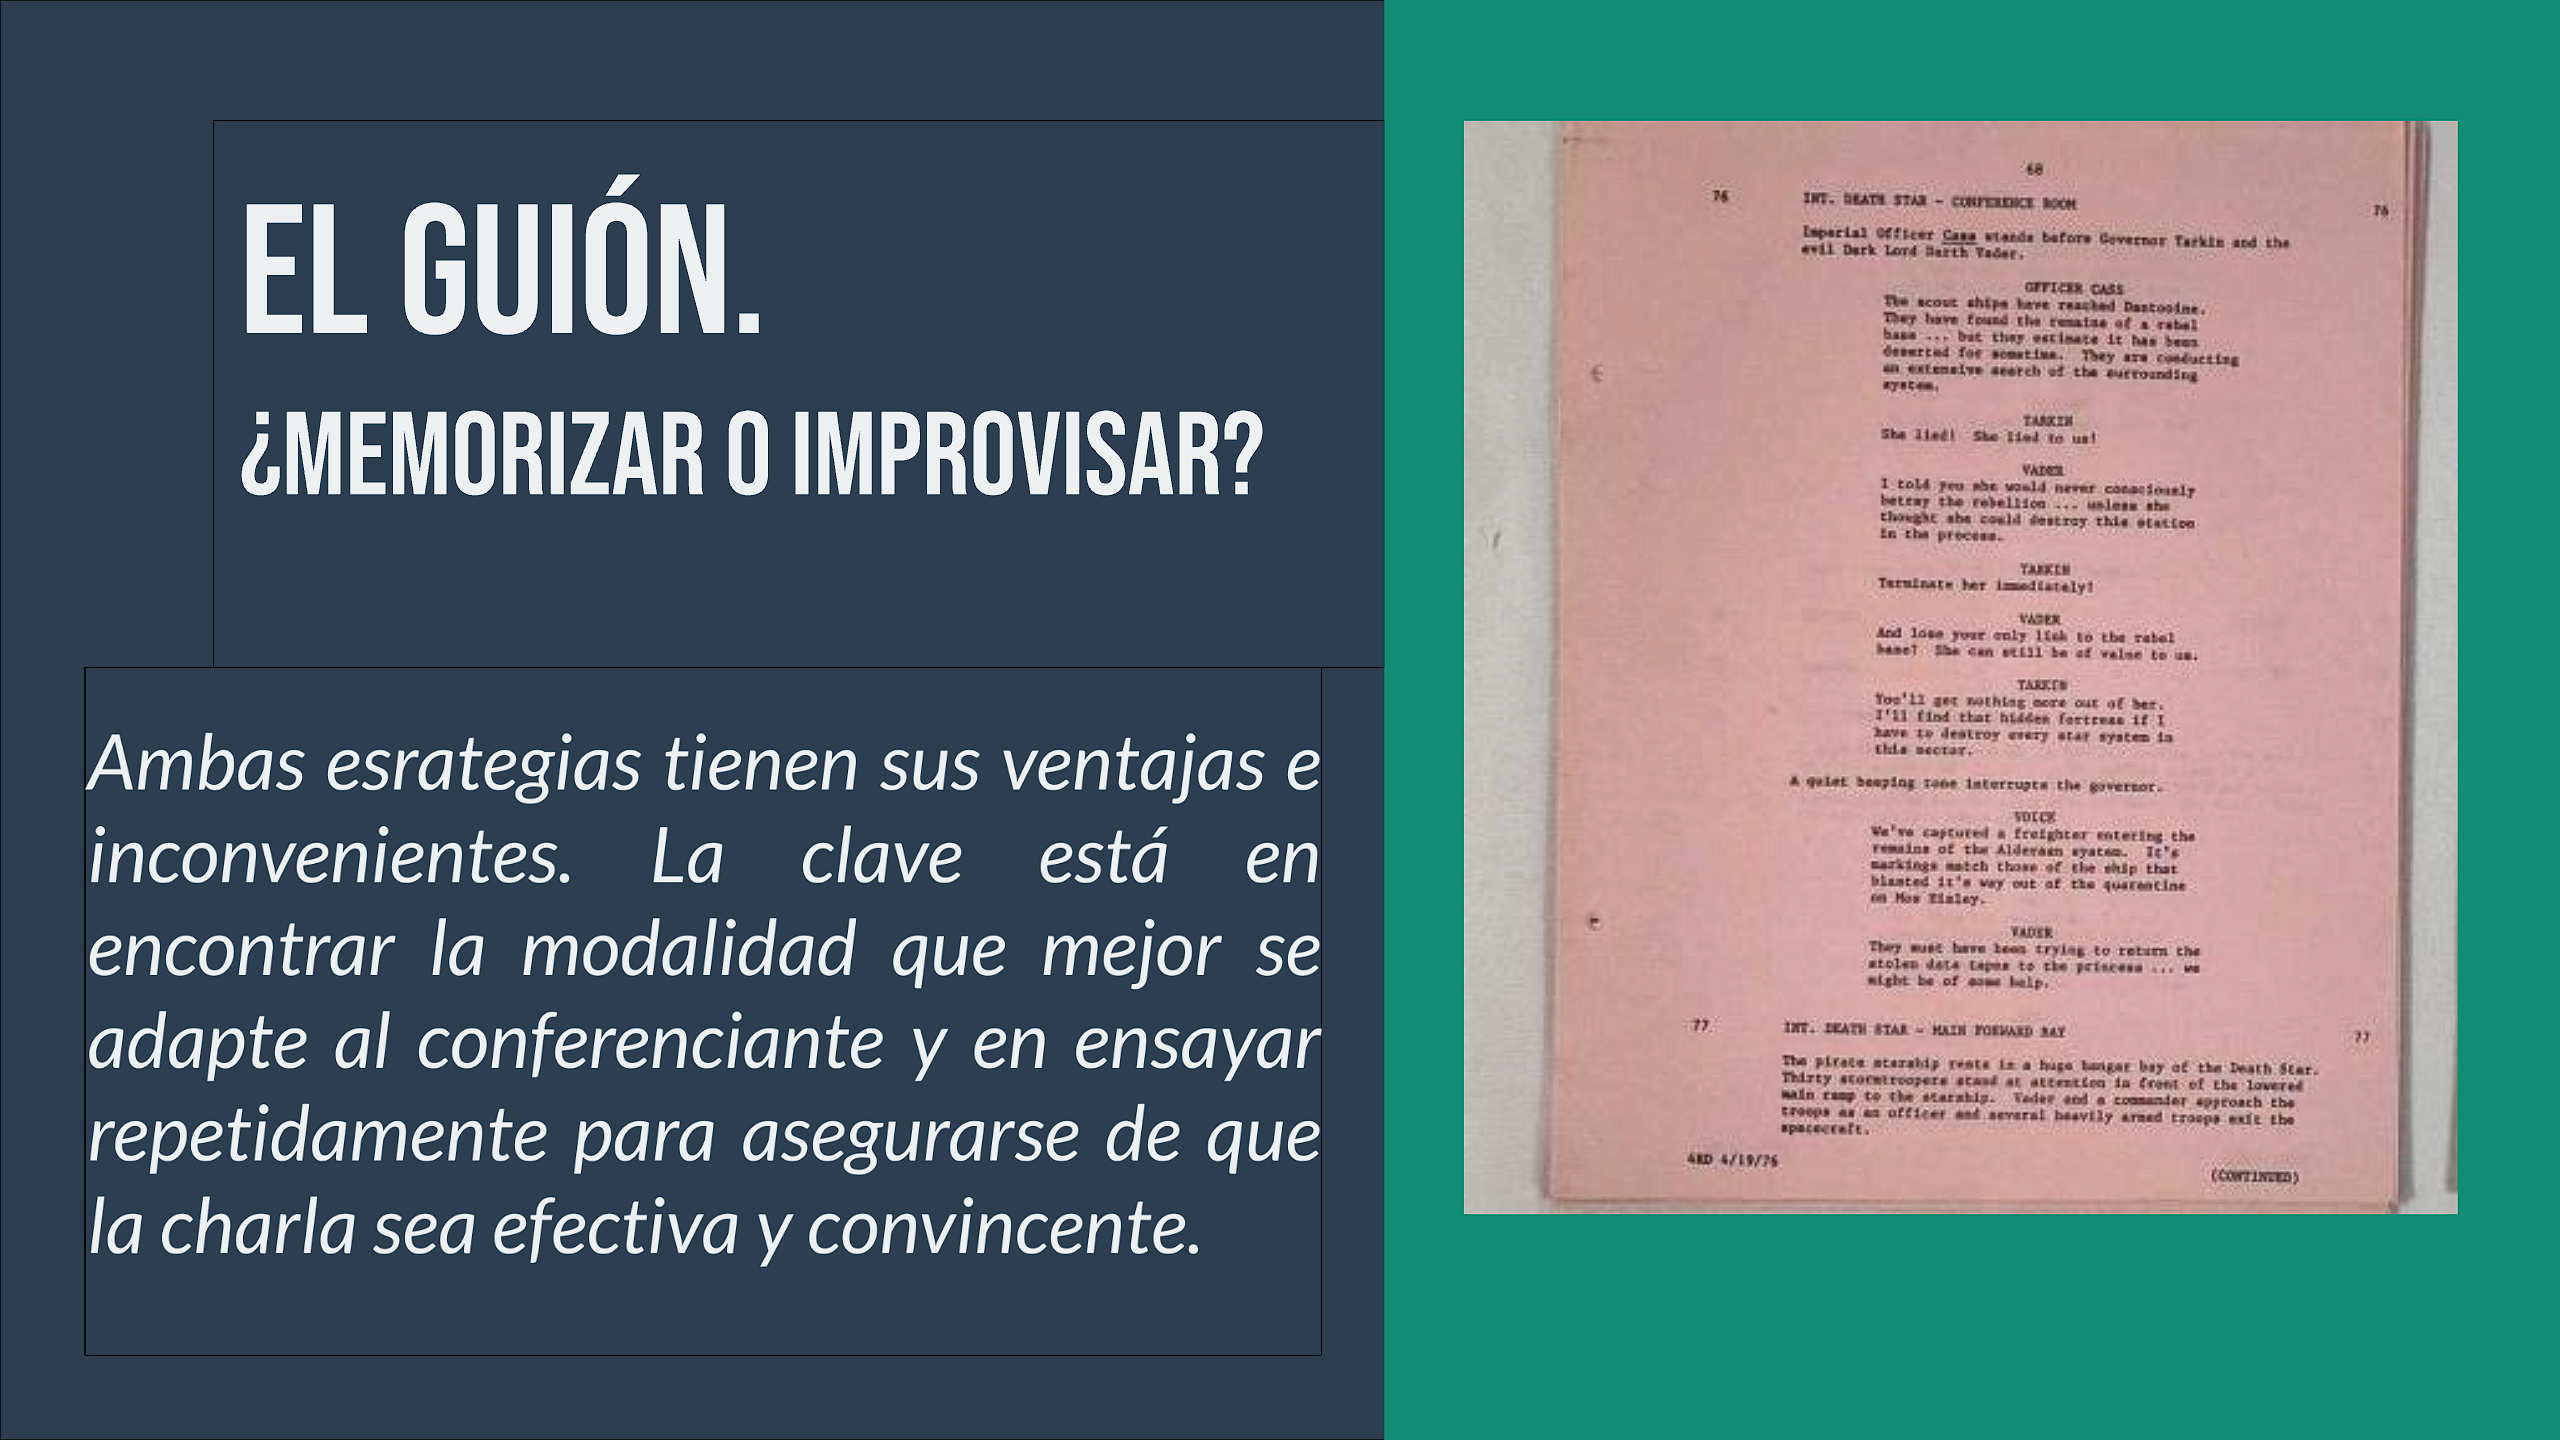 EL GUIÓN.
¿MEMORIZAR O IMPROVISAR?
Ambas esrategias tienen sus ventajas e
inconvenientes. La clave está en
encontrar la modalidad que mejor se
adapte al conferenciante y en ensayar
repetidamente para asegurarse de que
la charla sea efectiva y convincente.
68
76 INT. DEATH STAR - CONFERENCE ROOM 76
Imperial Officer Cass stands before Governor Tarkin and the
evil Dark Lord Darth Vader.
OFFICER CASS
The scout ships have reached Dantooine.
They have found the remains of a rebel
base ... but they estimate it has been
deserted for sometime. They are conducting
an extensive search of the surrounding
system.
TARKIN
She lied! She lied to us!
VADER
I told you she would never consciously
betray the rebellion ... unless she
thought she could destroy this station
in the process.
TARKIN
Terminate her immediately!
VADER
And lose your only link to the rebel
base? She can still be of value to us.
TARKIN
You'll get nothing more out of her.
I'll find that hidden fortress if I
have to destroy every star system in
this sector.
A quiet beeping tone interrupts the governor.
VOICE
We've captured a freighter entering the
remains of the Alderaan system. It's
markings match those of the ship that
blasted it's way out of the quarantine
on Mos Eisley.
VADER
They must have been trying to return the
stolen data tapes to the princess ... we
might be of some help.
77 INT. DEATH STAR - MAIN FORWARD BAY 77
The pirate starship rests in a huge hangar bay of the Death Star.
Thirty stormtroopers stand at attention in front of the lowered
main ramp to the starship. Vader and a commander approach the
troops as an officer and several heavily armed troops exit the
spacecraft.
4RD 4/19/76
(CONTINUED)